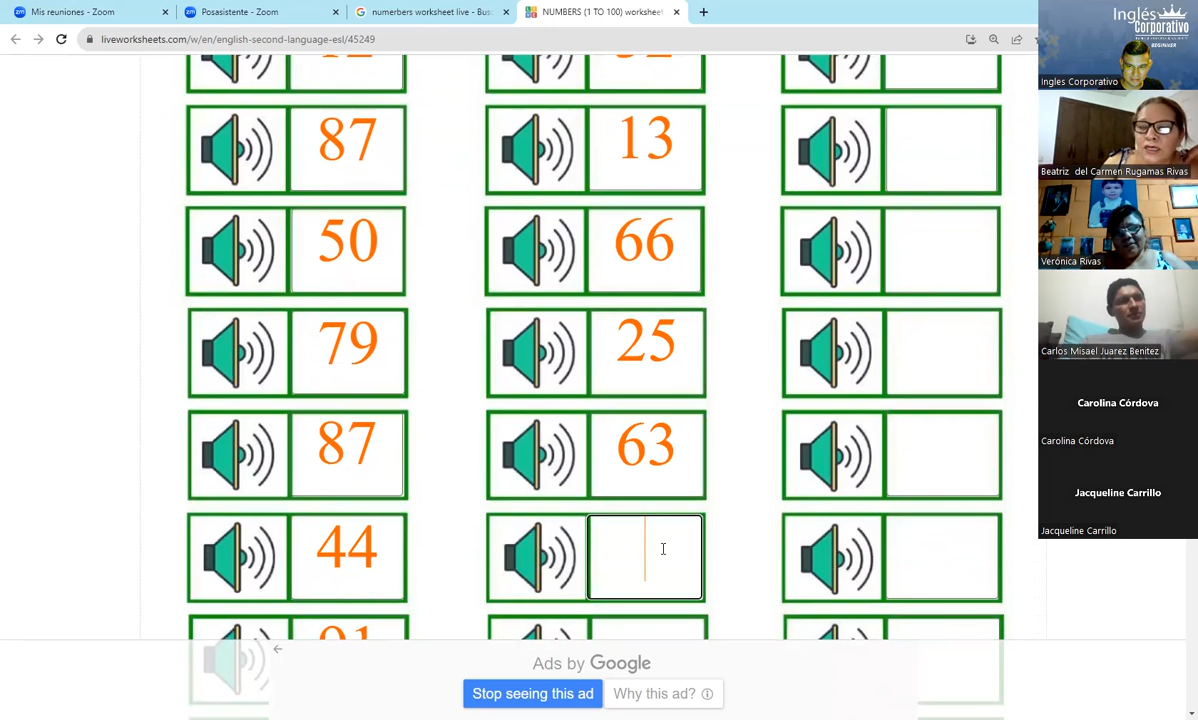 Mis reuniones - Zoom
Posasistente - Zoom
numerbers worksheet live - Bus
NUMBERS (1 TO 100) workshee
liveworksheets.com/w/en/english-second-language-esl/45249
87
13
50
66
79
25
87
63
44
Ads by Google
Stop seeing this ad
Why this ad?
Inglés
Corporativo
BEGINNER
Ingles Corporativo
Beatriz del Carmen Rugamas Rivas
Verónica Rivas
Carlos Misael Juarez Benitez
Carolina Córdova
Carolina Córdova
Jacqueline Carrillo
Jacqueline Carrillo